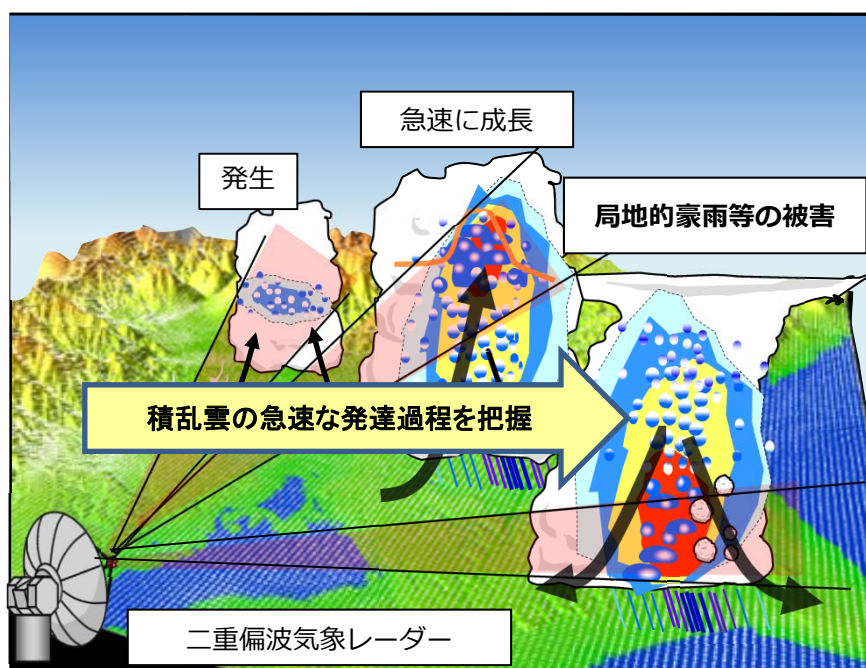 急速に成長
発生
局地的豪雨等の被害
積乱雲の急速な発達過程を把握
二重偏波気象レーダー